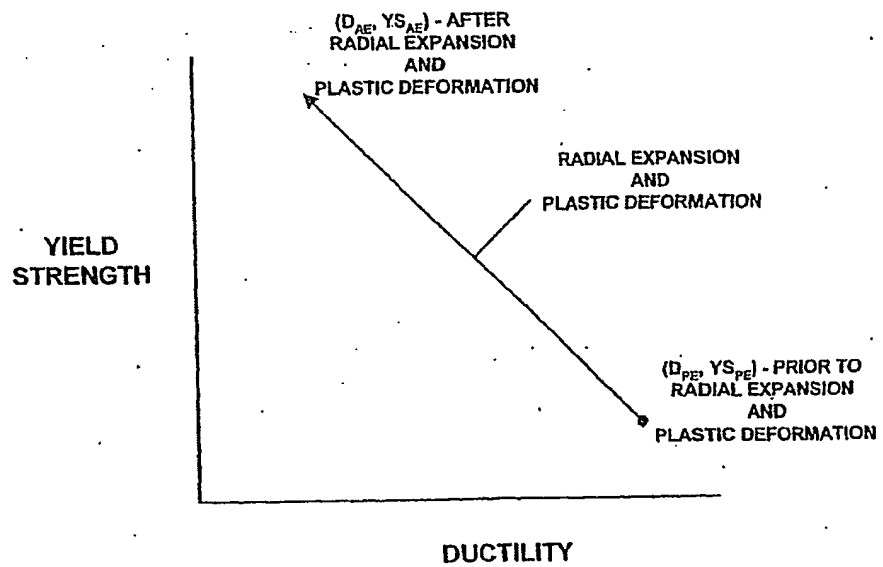 (D_AE, YS_AE) - AFTER
RADIAL EXPANSION
AND
PLASTIC DEFORMATION
RADIAL EXPANSION
AND
PLASTIC DEFORMATION
YIELD
STRENGTH
(D_PE, YS_PE) - PRIOR TO
RADIAL EXPANSION
AND
PLASTIC DEFORMATION
DUCTILITY